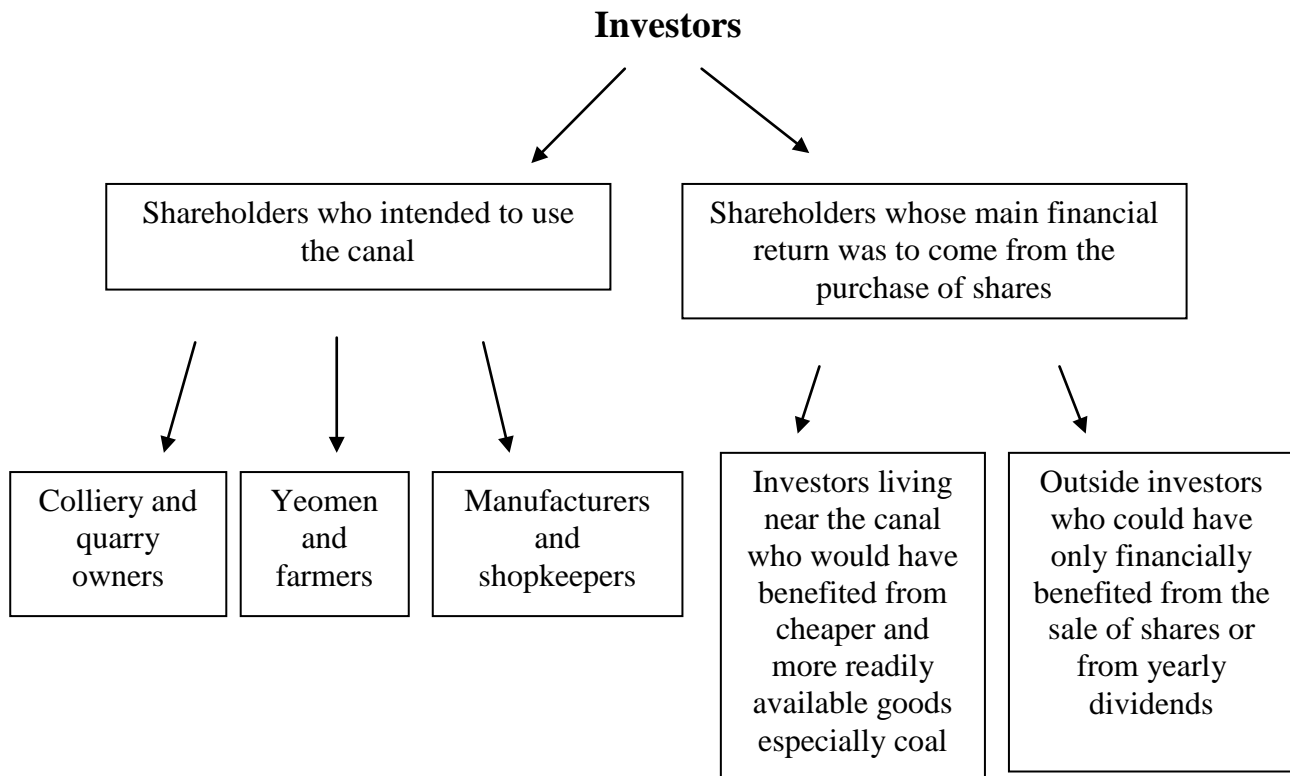 Investors
Shareholders who intended to use
the canal
Shareholders whose main financial
return was to come from the
purchase of shares
Colliery and
quarry
owners
Yeomen
and
farmers
Manufacturers
and
shopkeepers
Investors living
near the canal
who would have
benefited from
cheaper and
more readily
available goods
especially coal
Outside investors
who could have
only financially
benefited from the
sale of shares or
from yearly
dividends